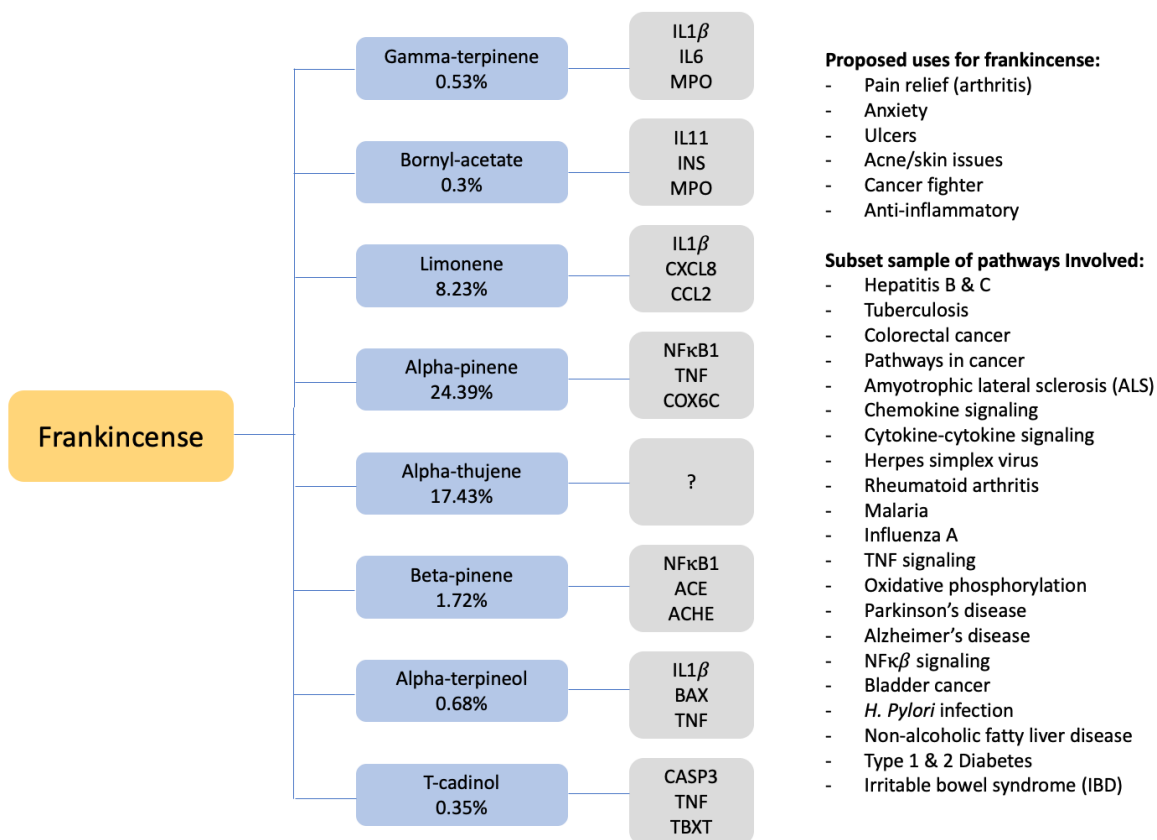 Frankincense
Gamma-terpinene
0.53%
IL1β
IL6
MPO
Bornyl-acetate
0.3%
IL11
INS
MPO
Limonene
8.23%
IL1β
CXCL8
CCL2
Alpha-pinene
24.39%
NFκB1
TNF
COX6C
Alpha-thujene
17.43%
?
Beta-pinene
1.72%
NFκB1
ACE
ACHE
Alpha-terpineol
0.68%
IL1β
BAX
TNF
T-cadinol
0.35%
CASP3
TNF
TBXT
Proposed uses for frankincense:
- Pain relief (arthritis)
- Anxiety
- Ulcers
- Acne/skin issues
- Cancer fighter
- Anti-inflammatory
Subset sample of pathways Involved:
- Hepatitis B & C
- Tuberculosis
- Colorectal cancer
- Pathways in cancer
- Amyotrophic lateral sclerosis (ALS)
- Chemokine signaling
- Cytokine-cytokine signaling
- Herpes simplex virus
- Rheumatoid arthritis
- Malaria
- Influenza A
- TNF signaling
- Oxidative phosphorylation
- Parkinson's disease
- Alzheimer's disease
- NFκβ signaling
- Bladder cancer
- H. Pylori infection
- Non-alcoholic fatty liver disease
- Type 1 & 2 Diabetes
- Irritable bowel syndrome (IBD)